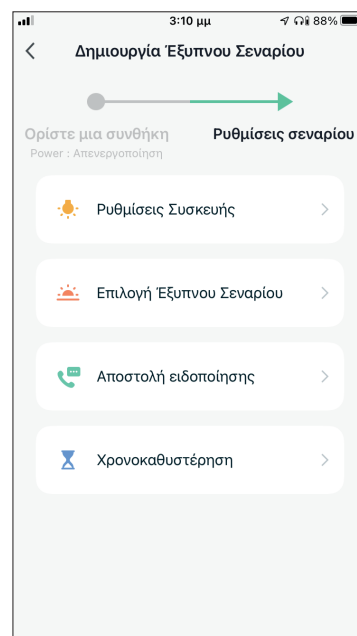 3:10 μμ 88%
Δημιουργία Έξυπνου Σεναρίου
Ορίστε μια συνθήκη Ρυθμίσεις σεναρίου
Power : Απενεργοποίηση
Ρυθμίσεις Συσκευής
Επιλογή Έξυπνου Σεναρίου
Αποστολή ειδοποίησης
Χρονοκαθυστέρηση